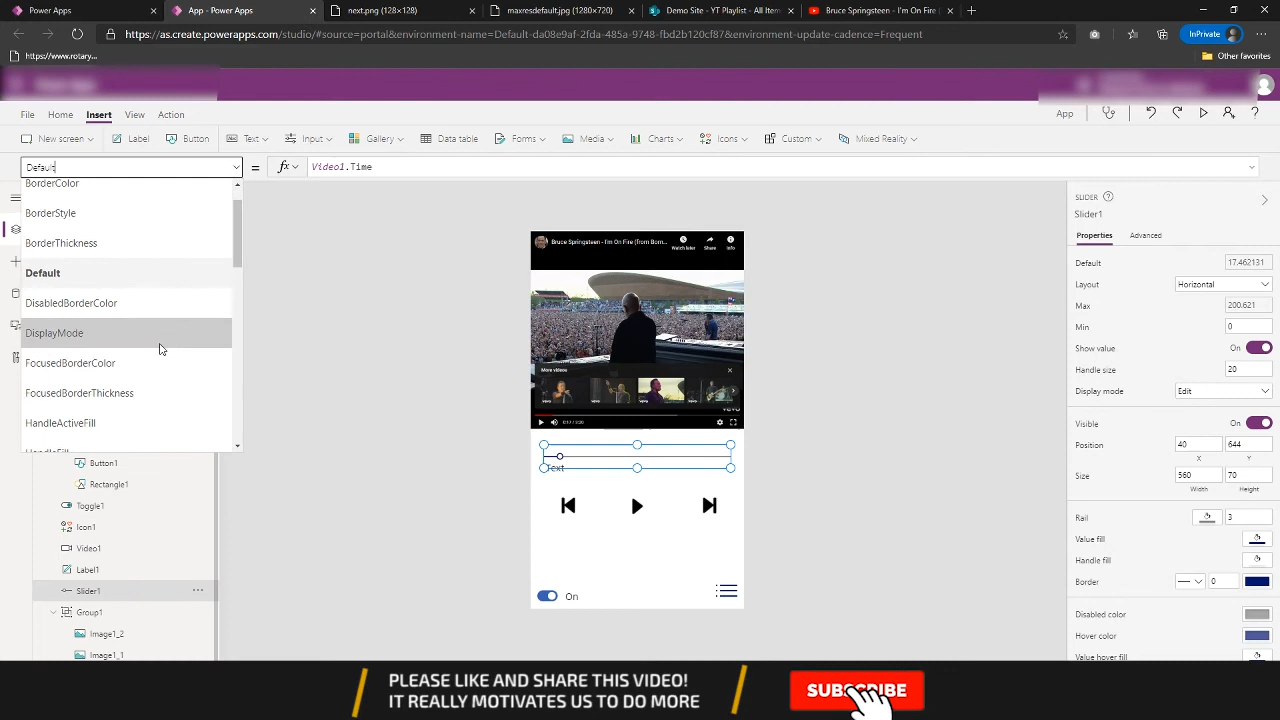 Power Apps
App - Power Apps
next.png (128×128)
maxresdefault.jpg (1280×720)
Demo Site - YT Playlist - All Item
Bruce Springsteen - I'm On Fire (
https://as.create.powerapps.com/studio/#source=portal&environment-name=Default-da08e9af-2fda-485a-9748-fbd2b120cf87&environment-update-cadence=Frequent
InPrivate
https://www.rotary...
Other favorites
File
Home
Insert
View
Action
App
New screen
Label
Button
Text
Input
Gallery
Data table
Forms
Media
Charts
Icons
Custom
Mixed Reality
Default
=
fx
Video1.Time
BorderColor
BorderStyle
BorderThickness
Default
DisabledBorderColor
DisplayMode
FocusedBorderColor
FocusedBorderThickness
HandleActiveFill
Button1
Rectangle1
Toggle1
Icon1
Video1
Label1
Slider1
Group1
Image1_2
Image1_1
Bruce Springsteen - I'm On Fire (from Born...
Watch later
Share
Info
More videos
0:17 / 3:20
Text
On
SLIDER
Slider1
Properties
Advanced
Default
17.462131
Layout
Horizontal
Max
200.621
Min
0
Show value
On
Handle size
20
Display mode
Edit
Visible
On
Position
40
644
X
Y
Size
560
70
Width
Height
Rail
3
Value fill
Handle fill
Border
0
Disabled color
Hover color
Value hover fill
PLEASE LIKE AND SHARE THIS VIDEO!
IT REALLY MOTIVATES US TO DO MORE
SUBSCRIBE